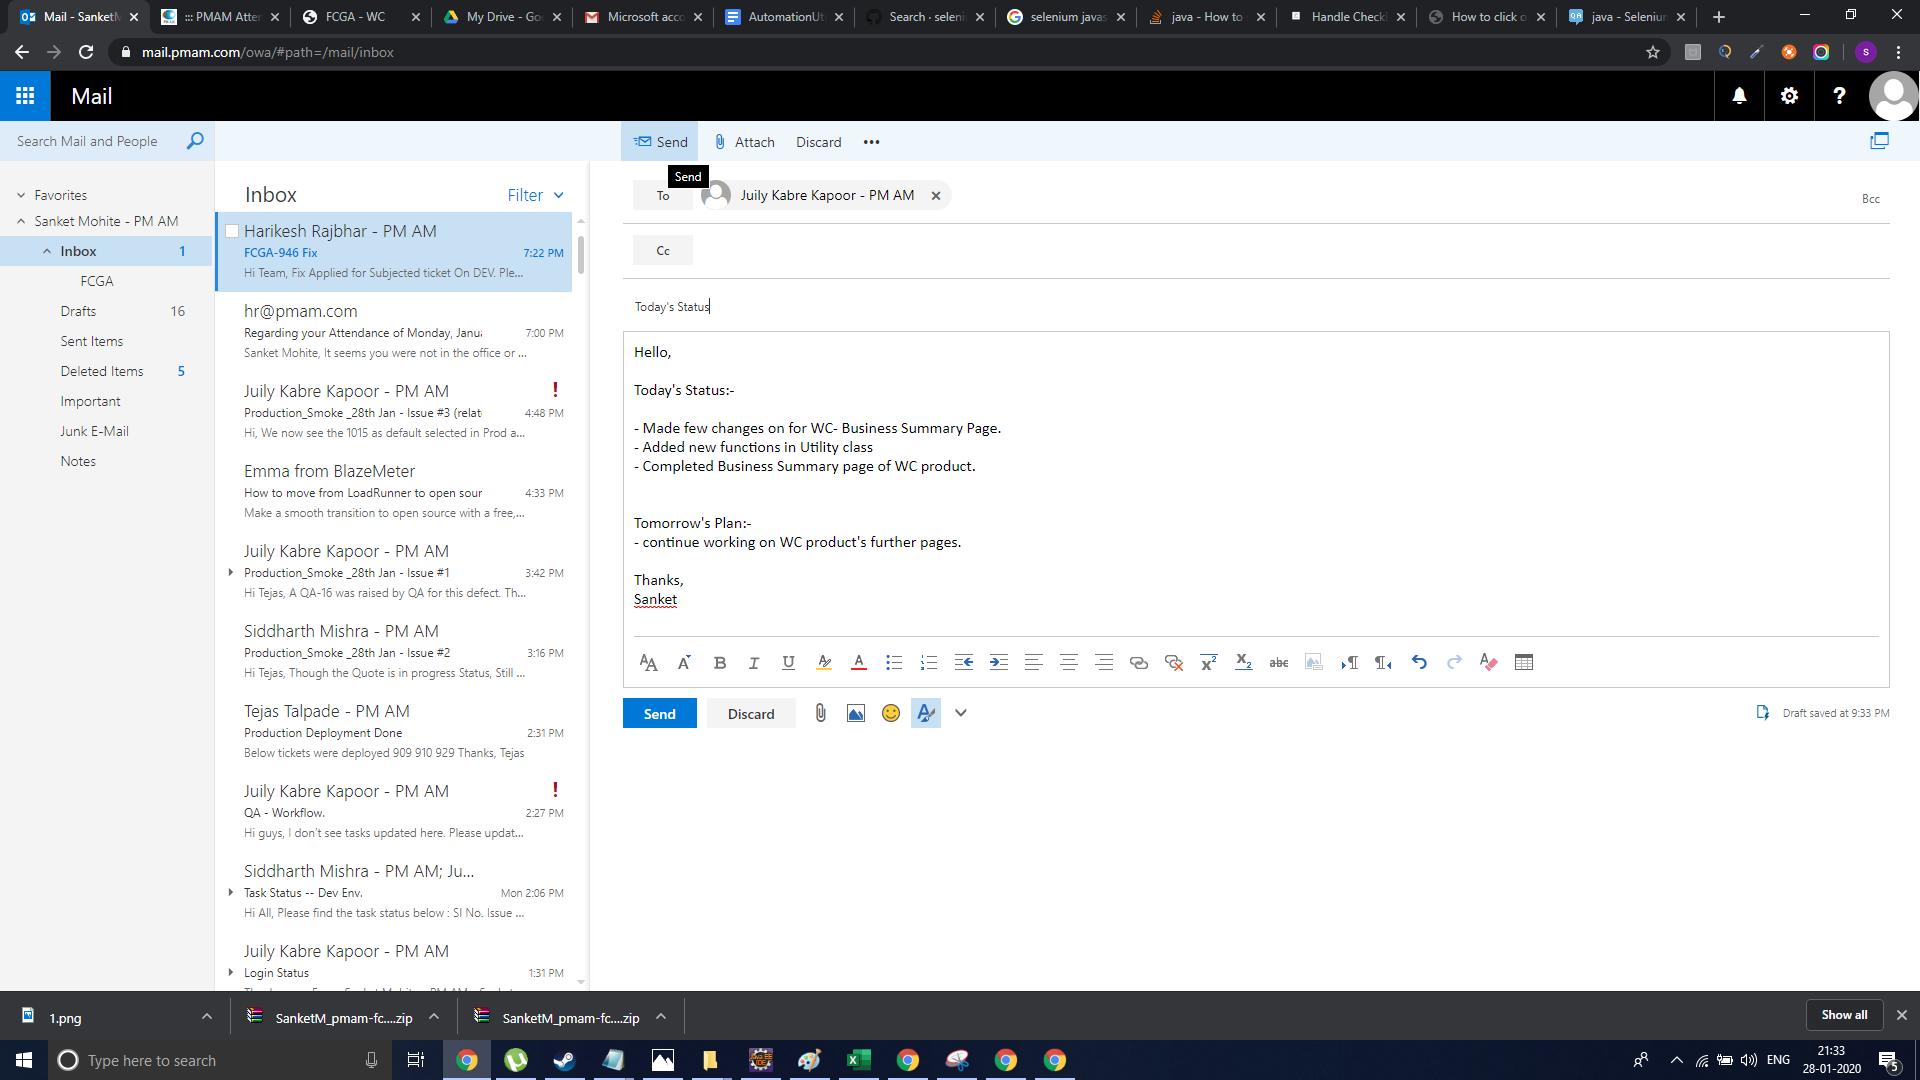 Mail - SanketM
::: PMAM Atter
FCGA - WC
My Drive - Goo
Microsoft acco
AutomationUt
Search · seleni
selenium javas
java - How to
Handle Check
How to click o
java - Seleniu
mail.pmam.com/owa/#path=/mail/inbox
s
Mail
?
Search Mail and People
Send
Attach
Discard
•••
Send
Favorites
Sanket Mohite - PM AM
Inbox 1
FCGA
Drafts 16
Sent Items
Deleted Items 5
Important
Junk E-Mail
Notes
Inbox
Filter
Harikesh Rajbhar - PM AM
FCGA-946 Fix 7:22 PM
Hi Team, Fix Applied for Subjected ticket On DEV. Ple...
hr@pmam.com
Regarding your Attendance of Monday, Janua 7:00 PM
Sanket Mohite, It seems you were not in the office or ...
Juily Kabre Kapoor - PM AM !
Production_Smoke _28th Jan - Issue #3 (relat 4:48 PM
Hi, We now see the 1015 as default selected in Prod a...
Emma from BlazeMeter
How to move from LoadRunner to open sour 4:33 PM
Make a smooth transition to open source with a free,...
Juily Kabre Kapoor - PM AM
Production_Smoke _28th Jan - Issue #1 3:42 PM
Hi Tejas, A QA-16 was raised by QA for this defect. Th...
Siddharth Mishra - PM AM
Production_Smoke _28th Jan - Issue #2 3:16 PM
Hi Tejas, Though the Quote is in progress Status, Still ...
Tejas Talpade - PM AM
Production Deployment Done 2:31 PM
Below tickets were deployed 909 910 929 Thanks, Tejas
Juily Kabre Kapoor - PM AM !
QA - Workflow. 2:27 PM
Hi guys, I don't see tasks updated here. Please updat...
Siddharth Mishra - PM AM; Ju...
Task Status -- Dev Env. Mon 2:06 PM
Hi All, Please find the task status below : Sl No. Issue ...
Juily Kabre Kapoor - PM AM
Login Status 1:31 PM
To
Juily Kabre Kapoor - PM AM
Bcc
Cc
Today's Status
Hello,
Today's Status:-
- Made few changes on for WC- Business Summary Page.
- Added new functions in Utility class
- Completed Business Summary page of WC product.
Tomorrow's Plan:-
- continue working on WC product's further pages.
Thanks,
Sanket
Send
Discard
Draft saved at 9:33 PM
1.png
SanketM_pmam-fc....zip
SanketM_pmam-fc....zip
Show all
Type here to search
ENG
21:33
28-01-2020
5